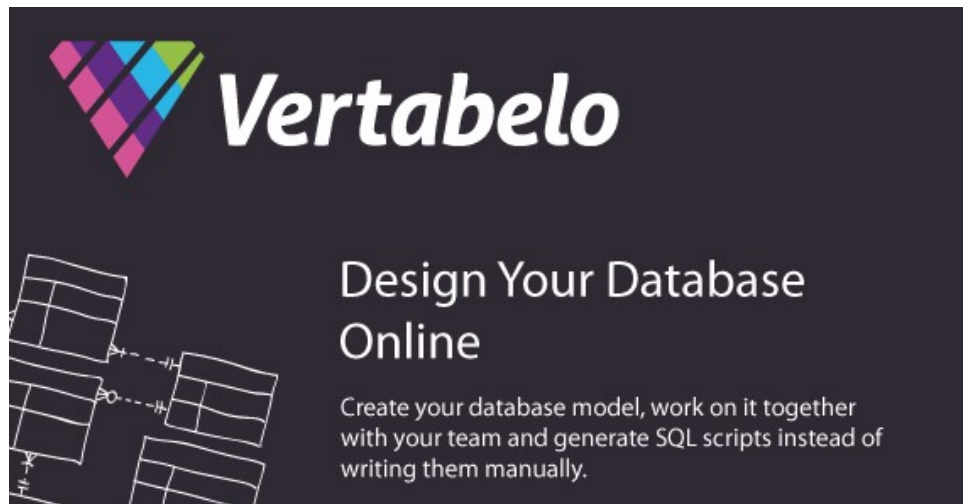 Vertabelo
Design Your Database
Online
Create your database model, work on it together
with your team and generate SQL scripts instead of
writing them manually.